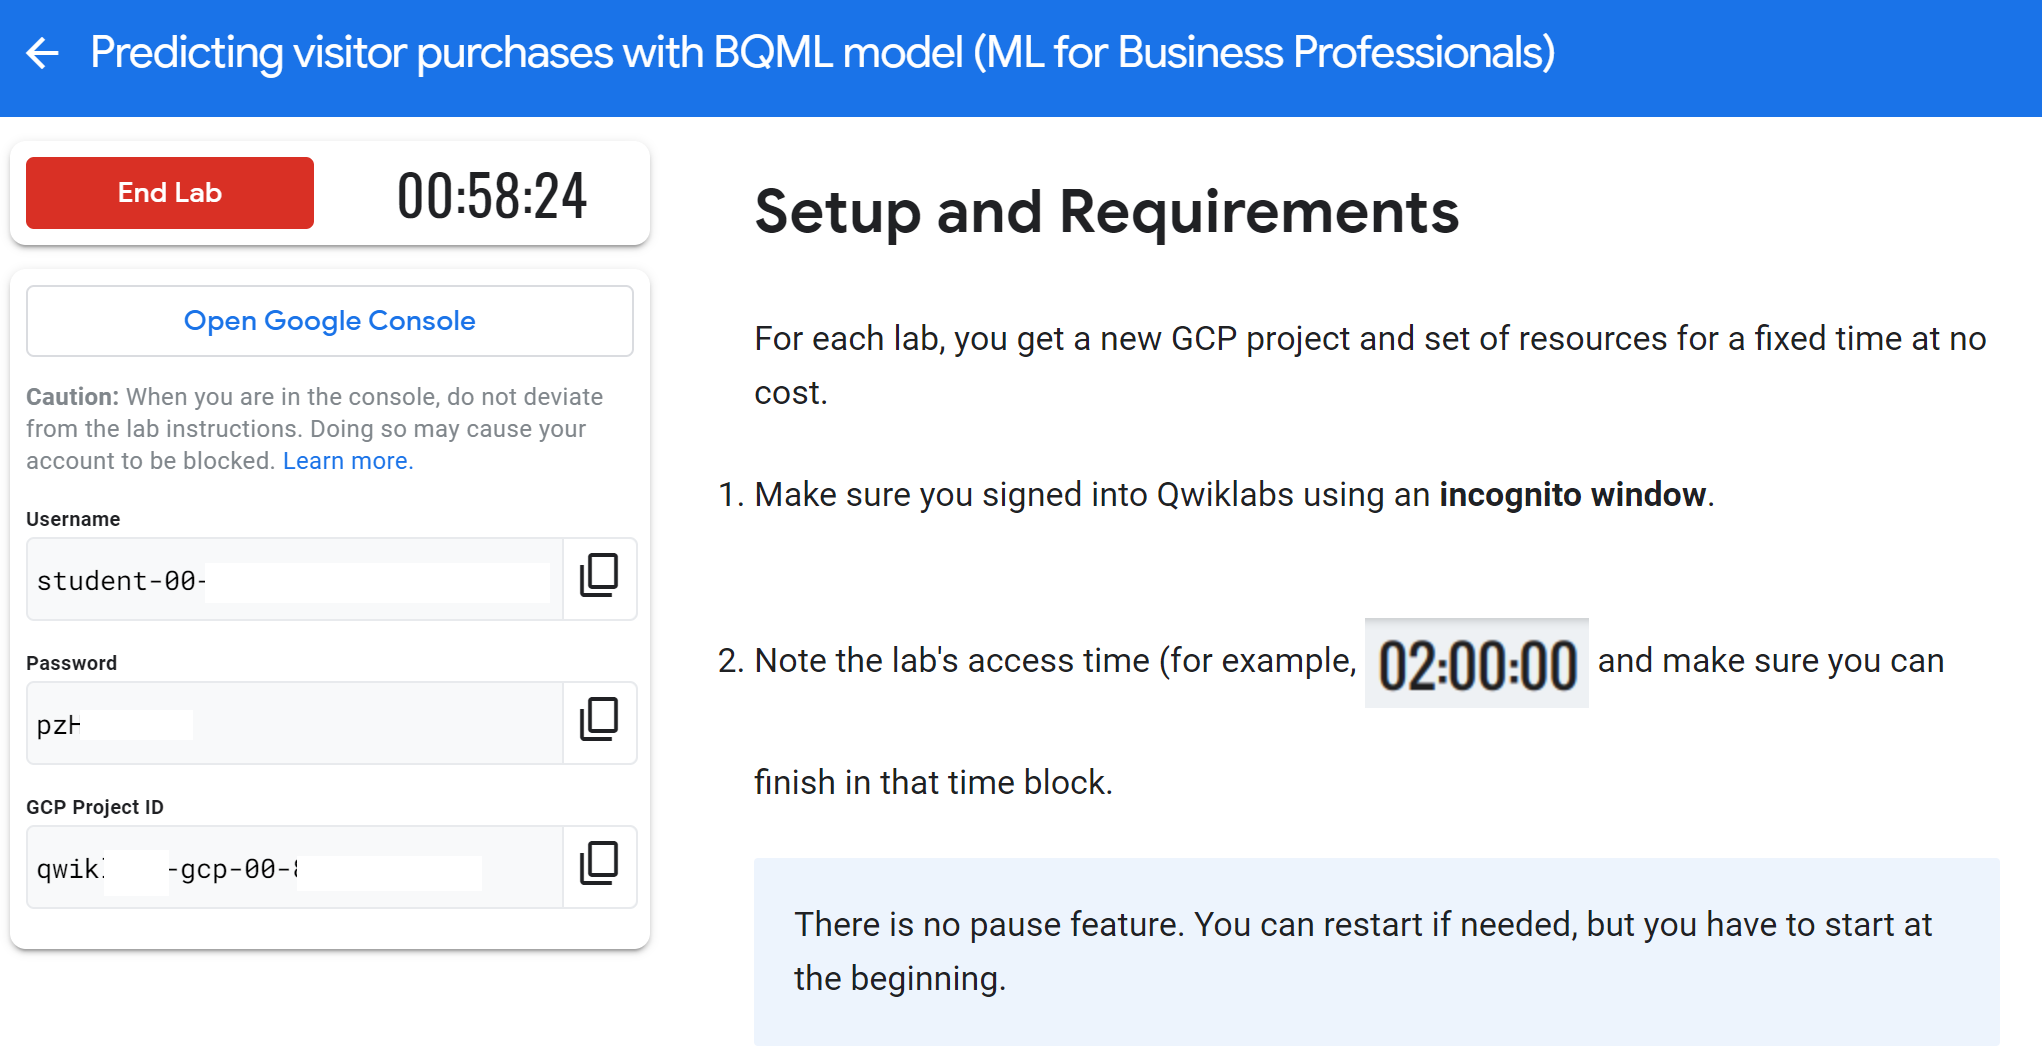 Predicting visitor purchases with BQML model (ML for Business Professionals)
End Lab
00:58:24
Open Google Console
Caution: When you are in the console, do not deviate
from the lab instructions. Doing so may cause your
account to be blocked. Learn more.
Username
student-00-
Password
pzH
GCP Project ID
qwikl -gcp-00-8
Setup and Requirements
For each lab, you get a new GCP project and set of resources for a fixed time at no
cost.
1. Make sure you signed into Qwiklabs using an incognito window.
2. Note the lab's access time (for example, 02:00:00 and make sure you can
finish in that time block.
There is no pause feature. You can restart if needed, but you have to start at
the beginning.